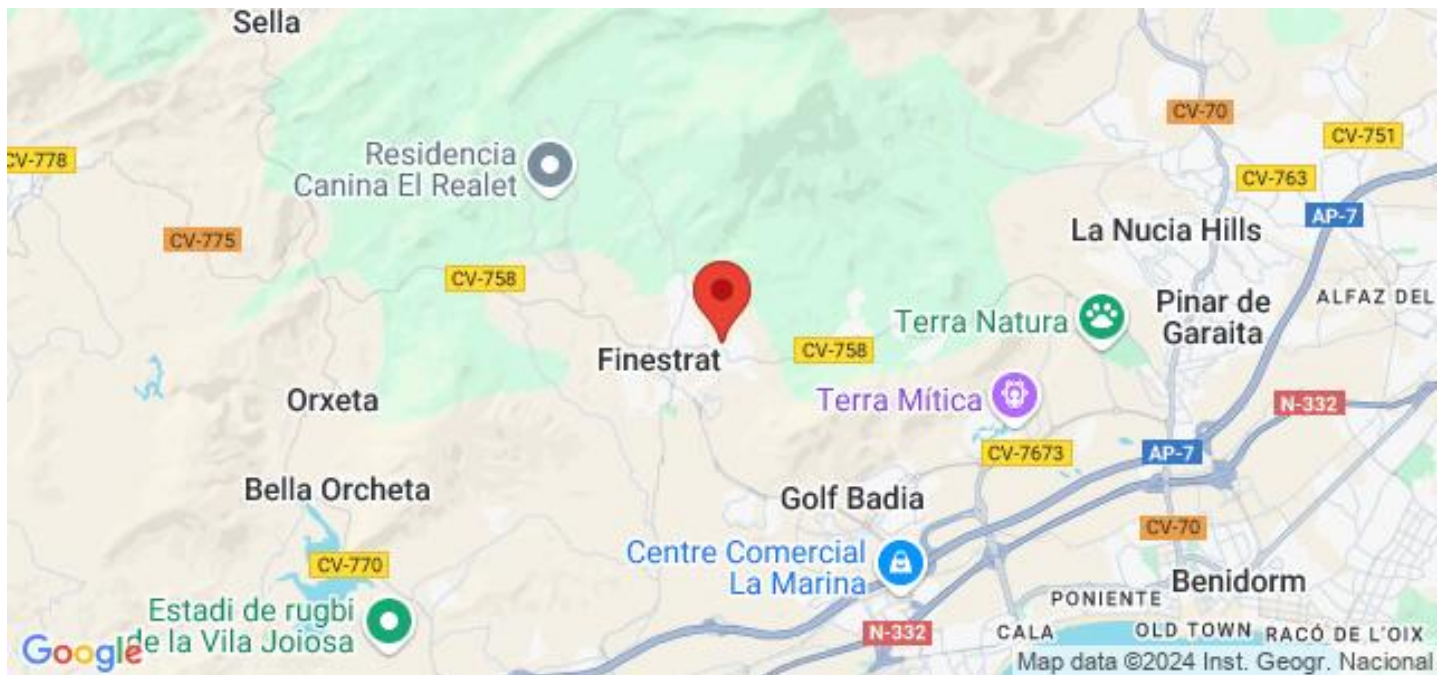 Sella
CV-70
CV-751
CV-778
Residencia
Canina El Realet
CV-763
AP-7
La Nucia Hills
CV-775
CV-758
Pinar de
Garaita
ALFAZ DEL
Terra Natura
CV-758
Finestrat
Terra Mítica
Orxeta
N-332
CV-7673
AP-7
Bella Orcheta
Golf Badia
CV-70
Centre Comercial
La Marina
CV-770
Benidorm
PONIENTE
Estadi de rugbi
de la Vila Joiosa
N-332
CALA
OLD TOWN
RACÓ DE L'OIX
Google
Map data ©2024 Inst. Geogr. Nacional